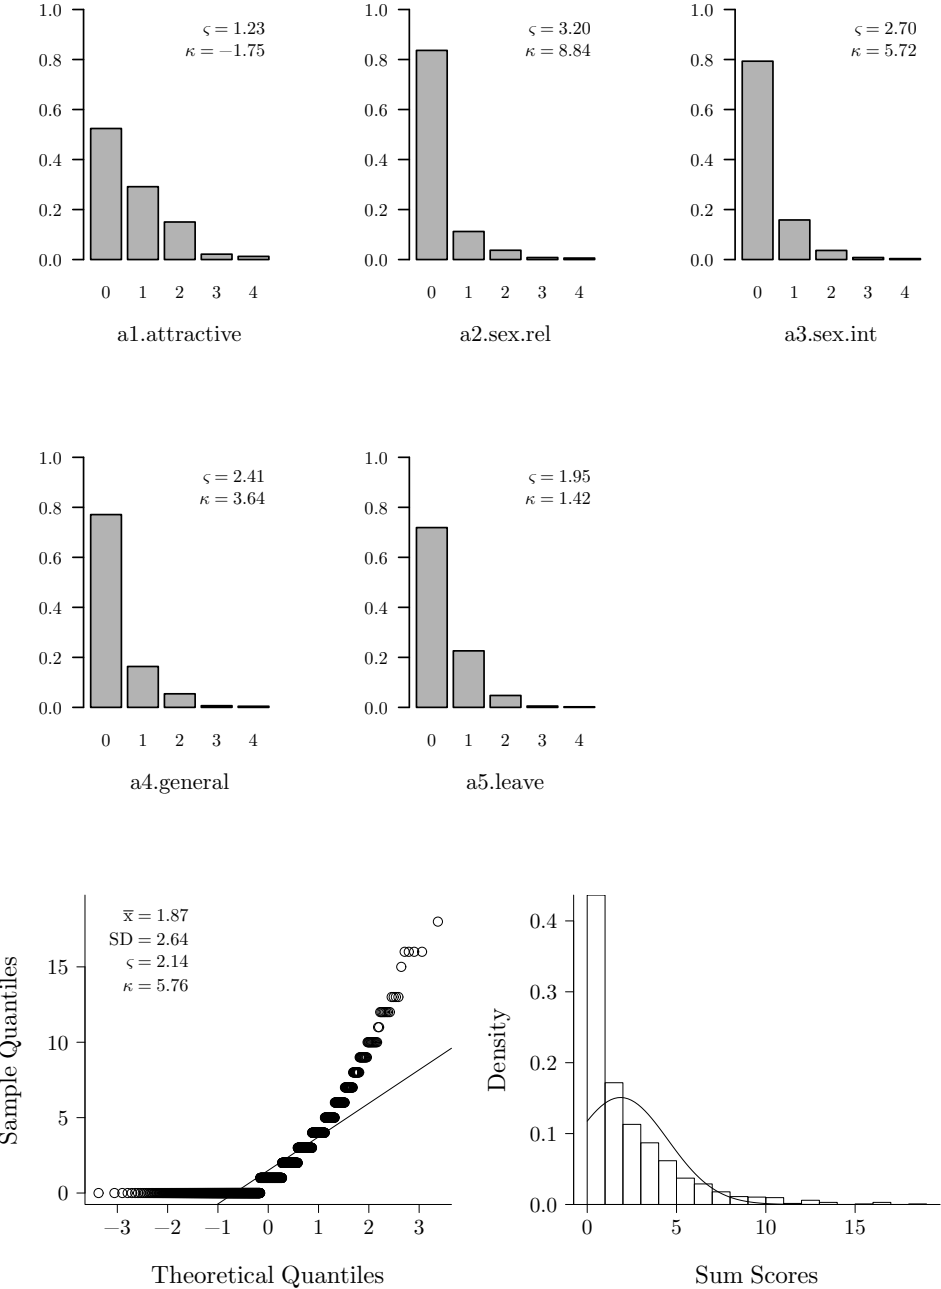 1.0
0.8
0.6
0.4
0.2
0.0
ς = 1.23
κ = −1.75
0 1 2 3 4
a1.attractive
1.0
0.8
0.6
0.4
0.2
0.0
ς = 3.20
κ = 8.84
0 1 2 3 4
a2.sex.rel
1.0
0.8
0.6
0.4
0.2
0.0
ς = 2.70
κ = 5.72
0 1 2 3 4
a3.sex.int
1.0
0.8
0.6
0.4
0.2
0.0
ς = 2.41
κ = 3.64
0 1 2 3 4
a4.general
1.0
0.8
0.6
0.4
0.2
0.0
ς = 1.95
κ = 1.42
0 1 2 3 4
a5.leave
Sample Quantiles
15
10
5
0
x̅ = 1.87
SD = 2.64
ς = 2.14
κ = 5.76
−3 −2 −1 0 1 2 3
Theoretical Quantiles
Density
0.4
0.3
0.2
0.1
0.0
0 5 10 15
Sum Scores